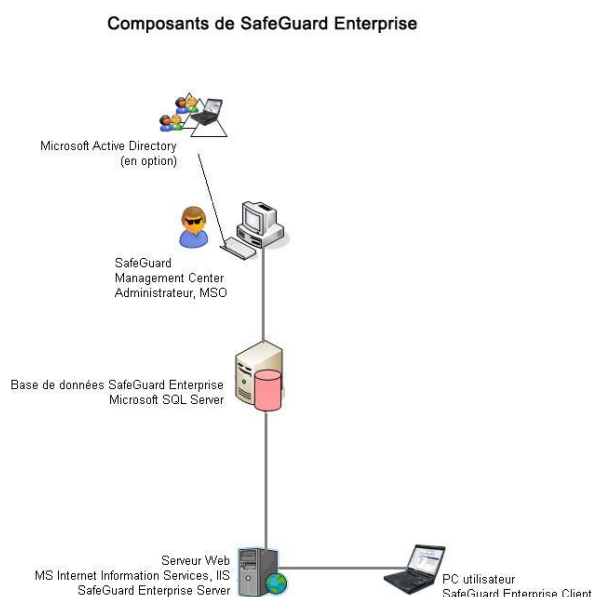 Composants de SafeGuard Enterprise
Microsoft Active Directory
(en option)
SafeGuard
Management Center
Administrateur, MSO
Base de données SafeGuard Enterprise
Microsoft SQL Server
Serveur Web
MS Internet Information Services, IIS
SafeGuard Enterprise Server
PC utilisateur
SafeGuard Enterprise Client